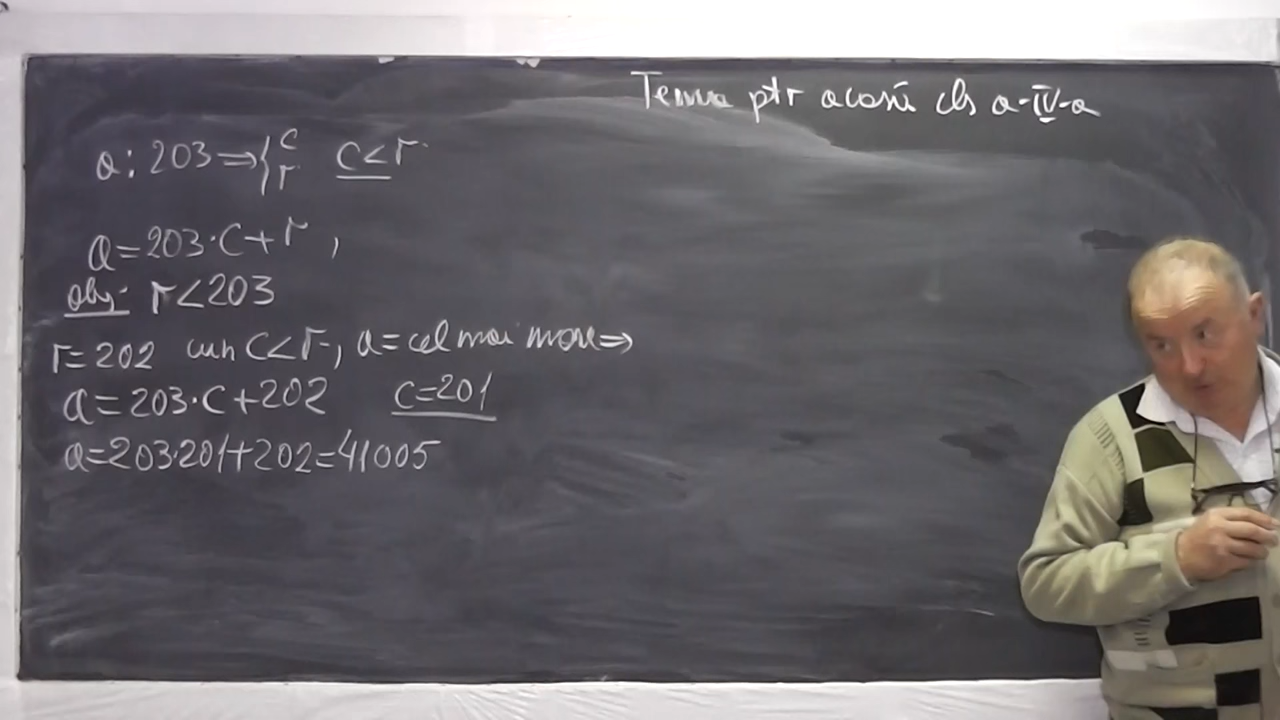 Tema ptr acasă cls a-IV-a
a : 203 ⇒ { c r c < r
a = 203·c + r ,
obs: r < 203
r = 202 cum c < r, a = cel mai mare ⇒
a = 203·c + 202 c = 201
a = 203·201 + 202 = 41005